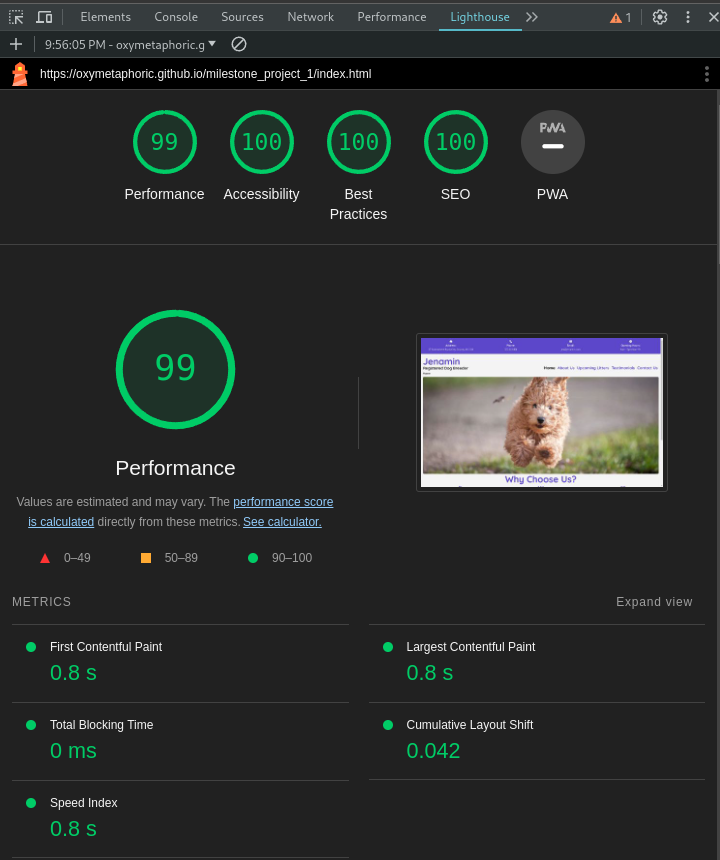 Elements Console Sources Network Performance Lighthouse 1
9:56:05 PM - oxymetaphoric.g
https://oxymetaphoric.github.io/milestone_project_1/index.html
99 100 100 100 PWA
Performance Accessibility Best Practices SEO PWA
99
Jenamin
Registered Dog Breeder
Home About Us Upcoming Litters Testimonials Contact Us
Why Choose Us?
Performance
Values are estimated and may vary. The performance score
is calculated directly from these metrics. See calculator.
0–49 50–89 90–100
METRICS Expand view
First Contentful Paint
0.8 s
Largest Contentful Paint
0.8 s
Total Blocking Time
0 ms
Cumulative Layout Shift
0.042
Speed Index
0.8 s